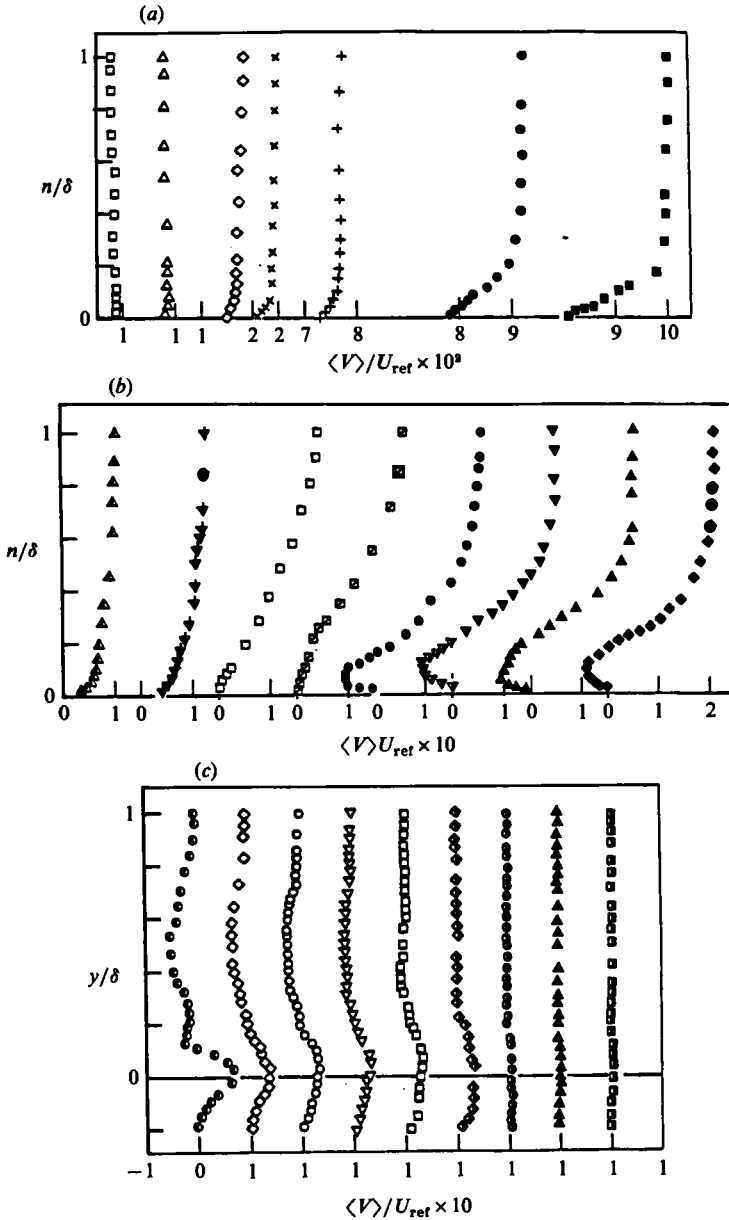 (a)
1
n/δ
0
1 1 1 2 2 7 8 8 9 9 10
⟨V⟩/U_ref × 10²
(b)
1
n/δ
0
0 1 0 1 0 1 0 1 0 1 0 1 0 1 0 1 2
⟨V⟩U_ref × 10
(c)
1
y/δ
0
−1 0 1 1 1 1 1 1 1 1 1
⟨V⟩/U_ref × 10